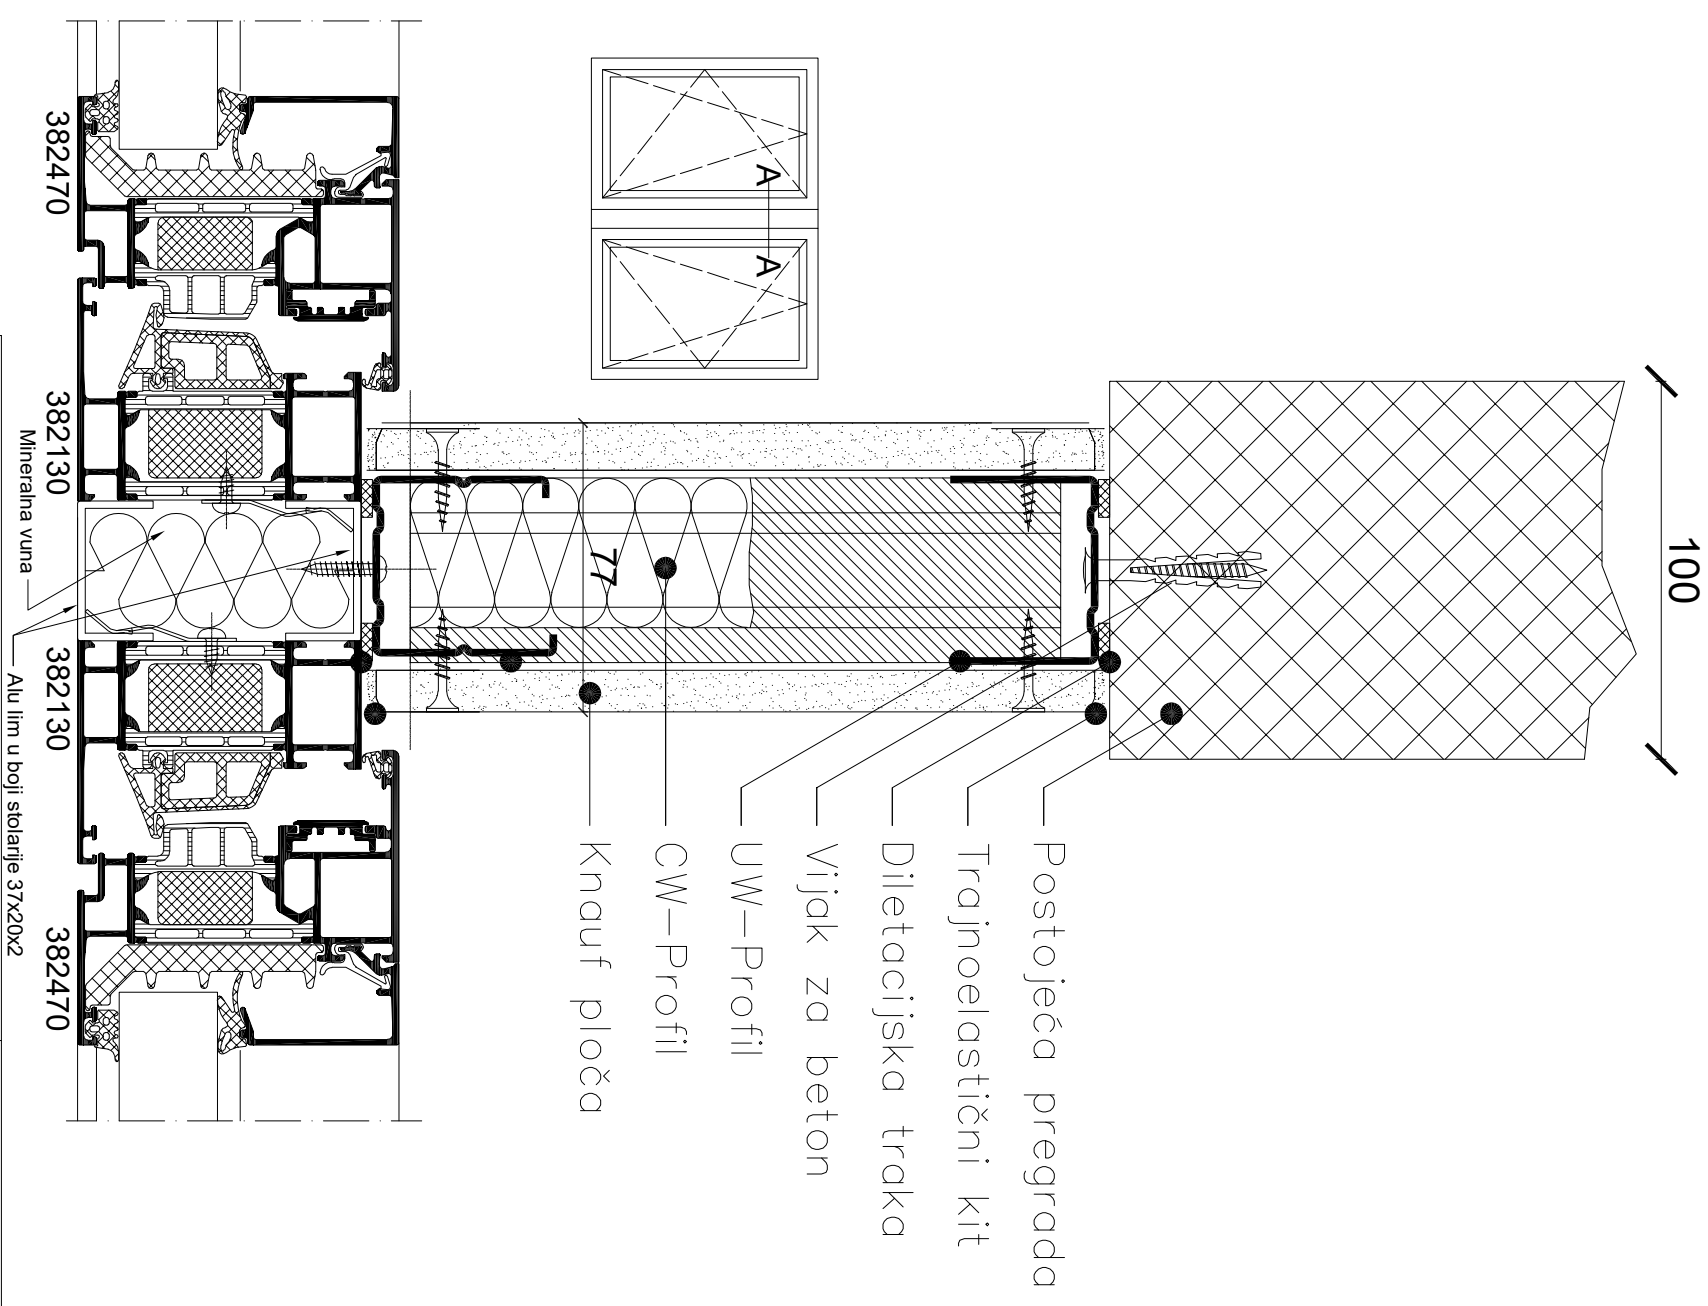 100
A
A
77
Postojeća pregrada
Trajnoelastični kit
Diletacijska traka
Vijak za beton
UW-Profil
CW-Profil
Knauf ploča
382470
382130
382130
382470
Mineralna vuna
Alu lim u boji stolarije 37x20x2